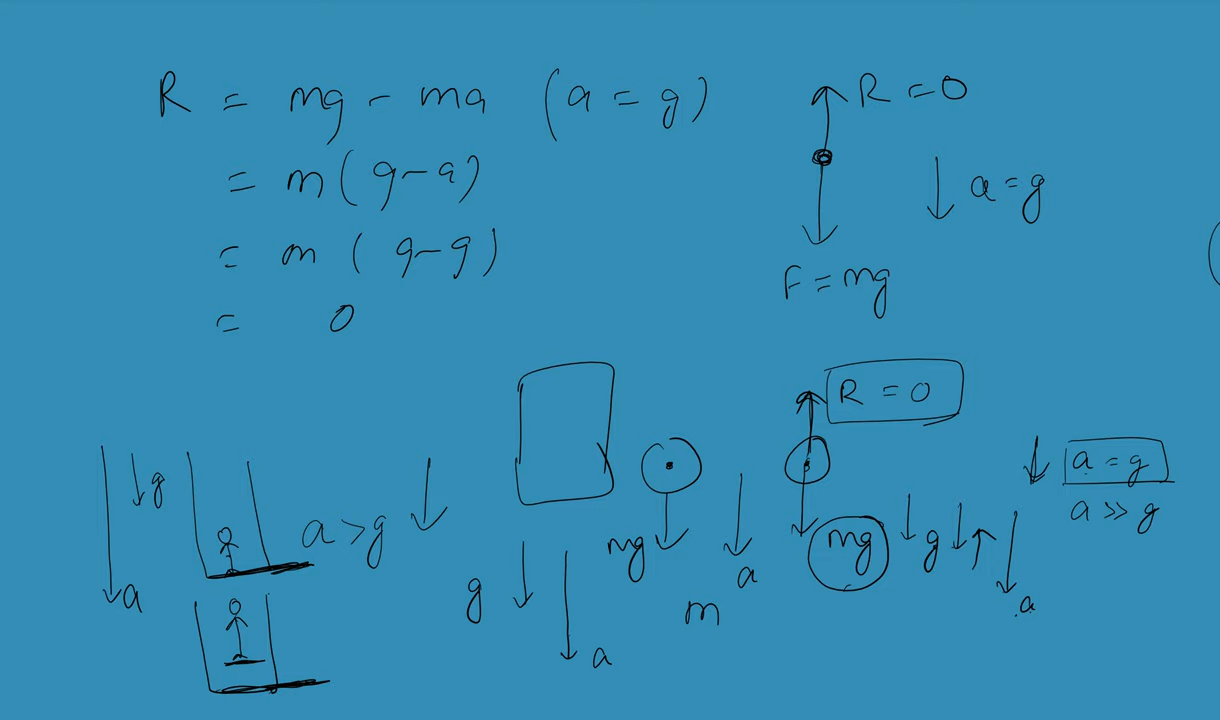 R = mg - ma (a = g)
= m(g-a)
= m (g-g)
= 0
R = 0
a = g
F = mg
R = 0
a = g
a >> g
g
a > g
a
g
a
mg
a
m
mg
g
a